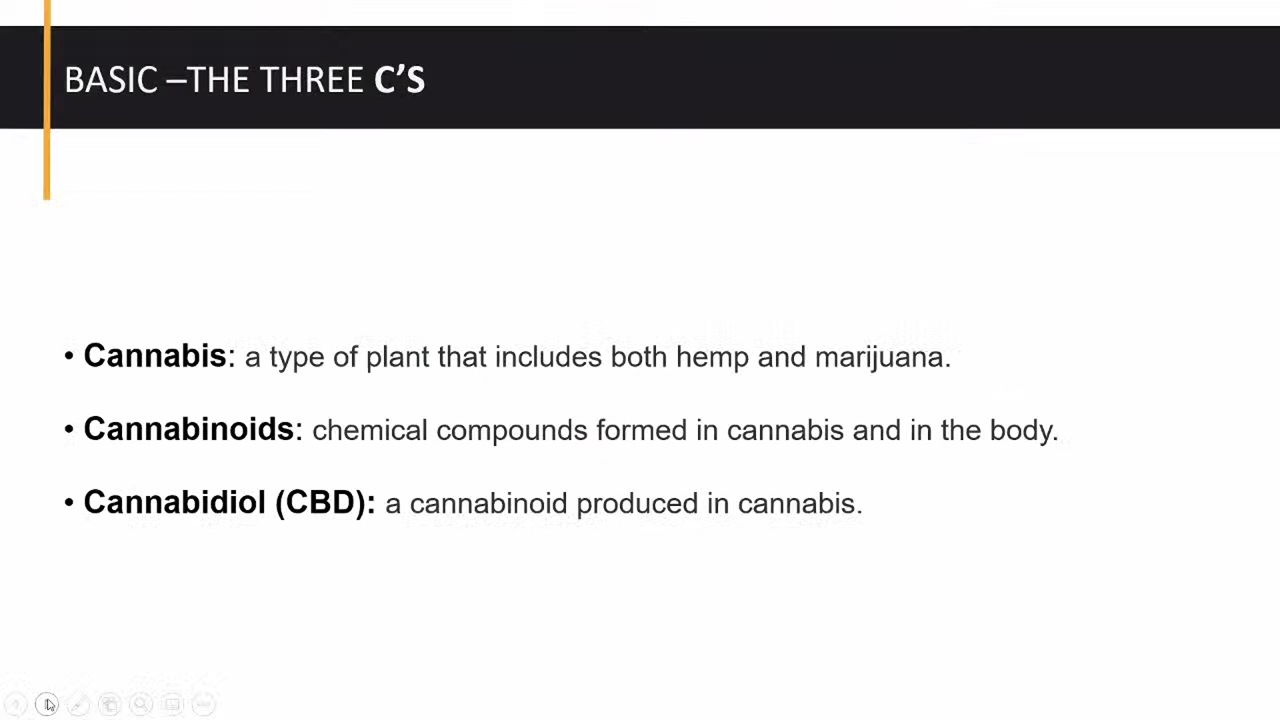 BASIC –THE THREE C’S
• Cannabis: a type of plant that includes both hemp and marijuana.
• Cannabinoids: chemical compounds formed in cannabis and in the body.
• Cannabidiol (CBD): a cannabinoid produced in cannabis.